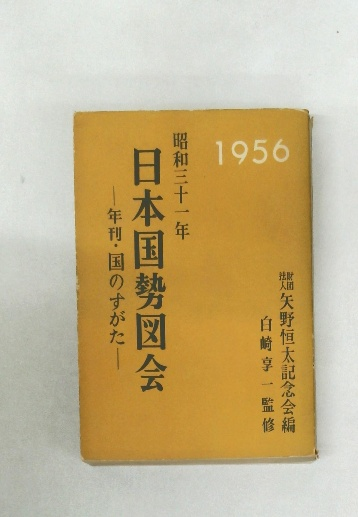 1956
財団法人 矢野恒太記念会編
白崎享一監修
昭和三十一年
日本国勢図会
―年刊・国のすがた―